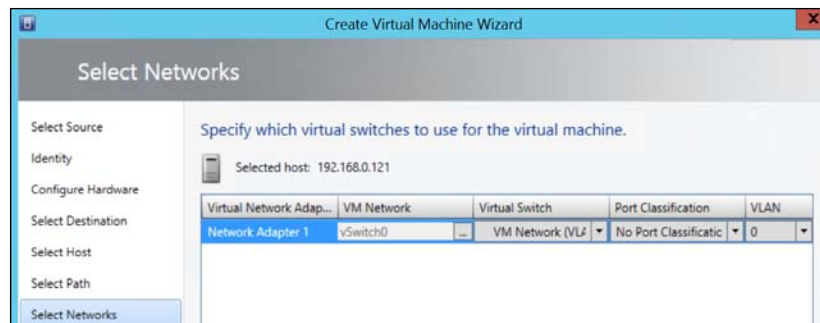 Create Virtual Machine Wizard
X
Select Networks
Select Source
Identity
Configure Hardware
Select Destination
Select Host
Select Path
Select Networks
Specify which virtual switches to use for the virtual machine.
Selected host: 192.168.0.121
Virtual Network Adap... VM Network Virtual Switch Port Classification VLAN
Network Adapter 1 vSwitch0 ... VM Network (VLA No Port Classificatic 0